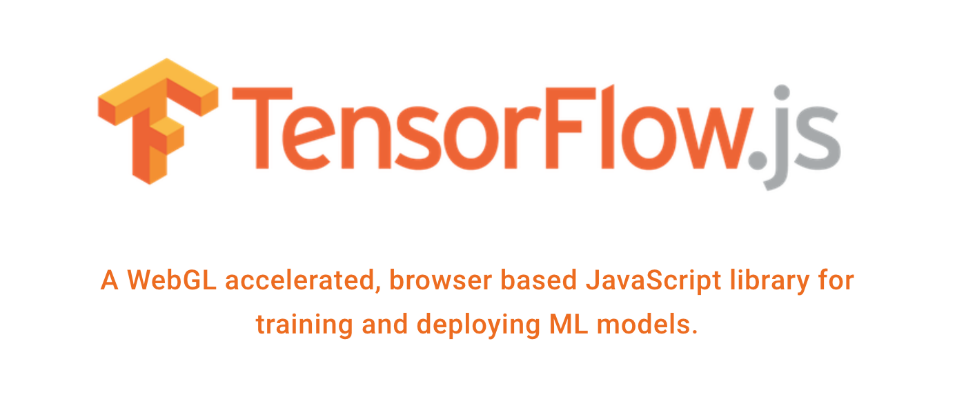 TensorFlow.js
A WebGL accelerated, browser based JavaScript library for
training and deploying ML models.